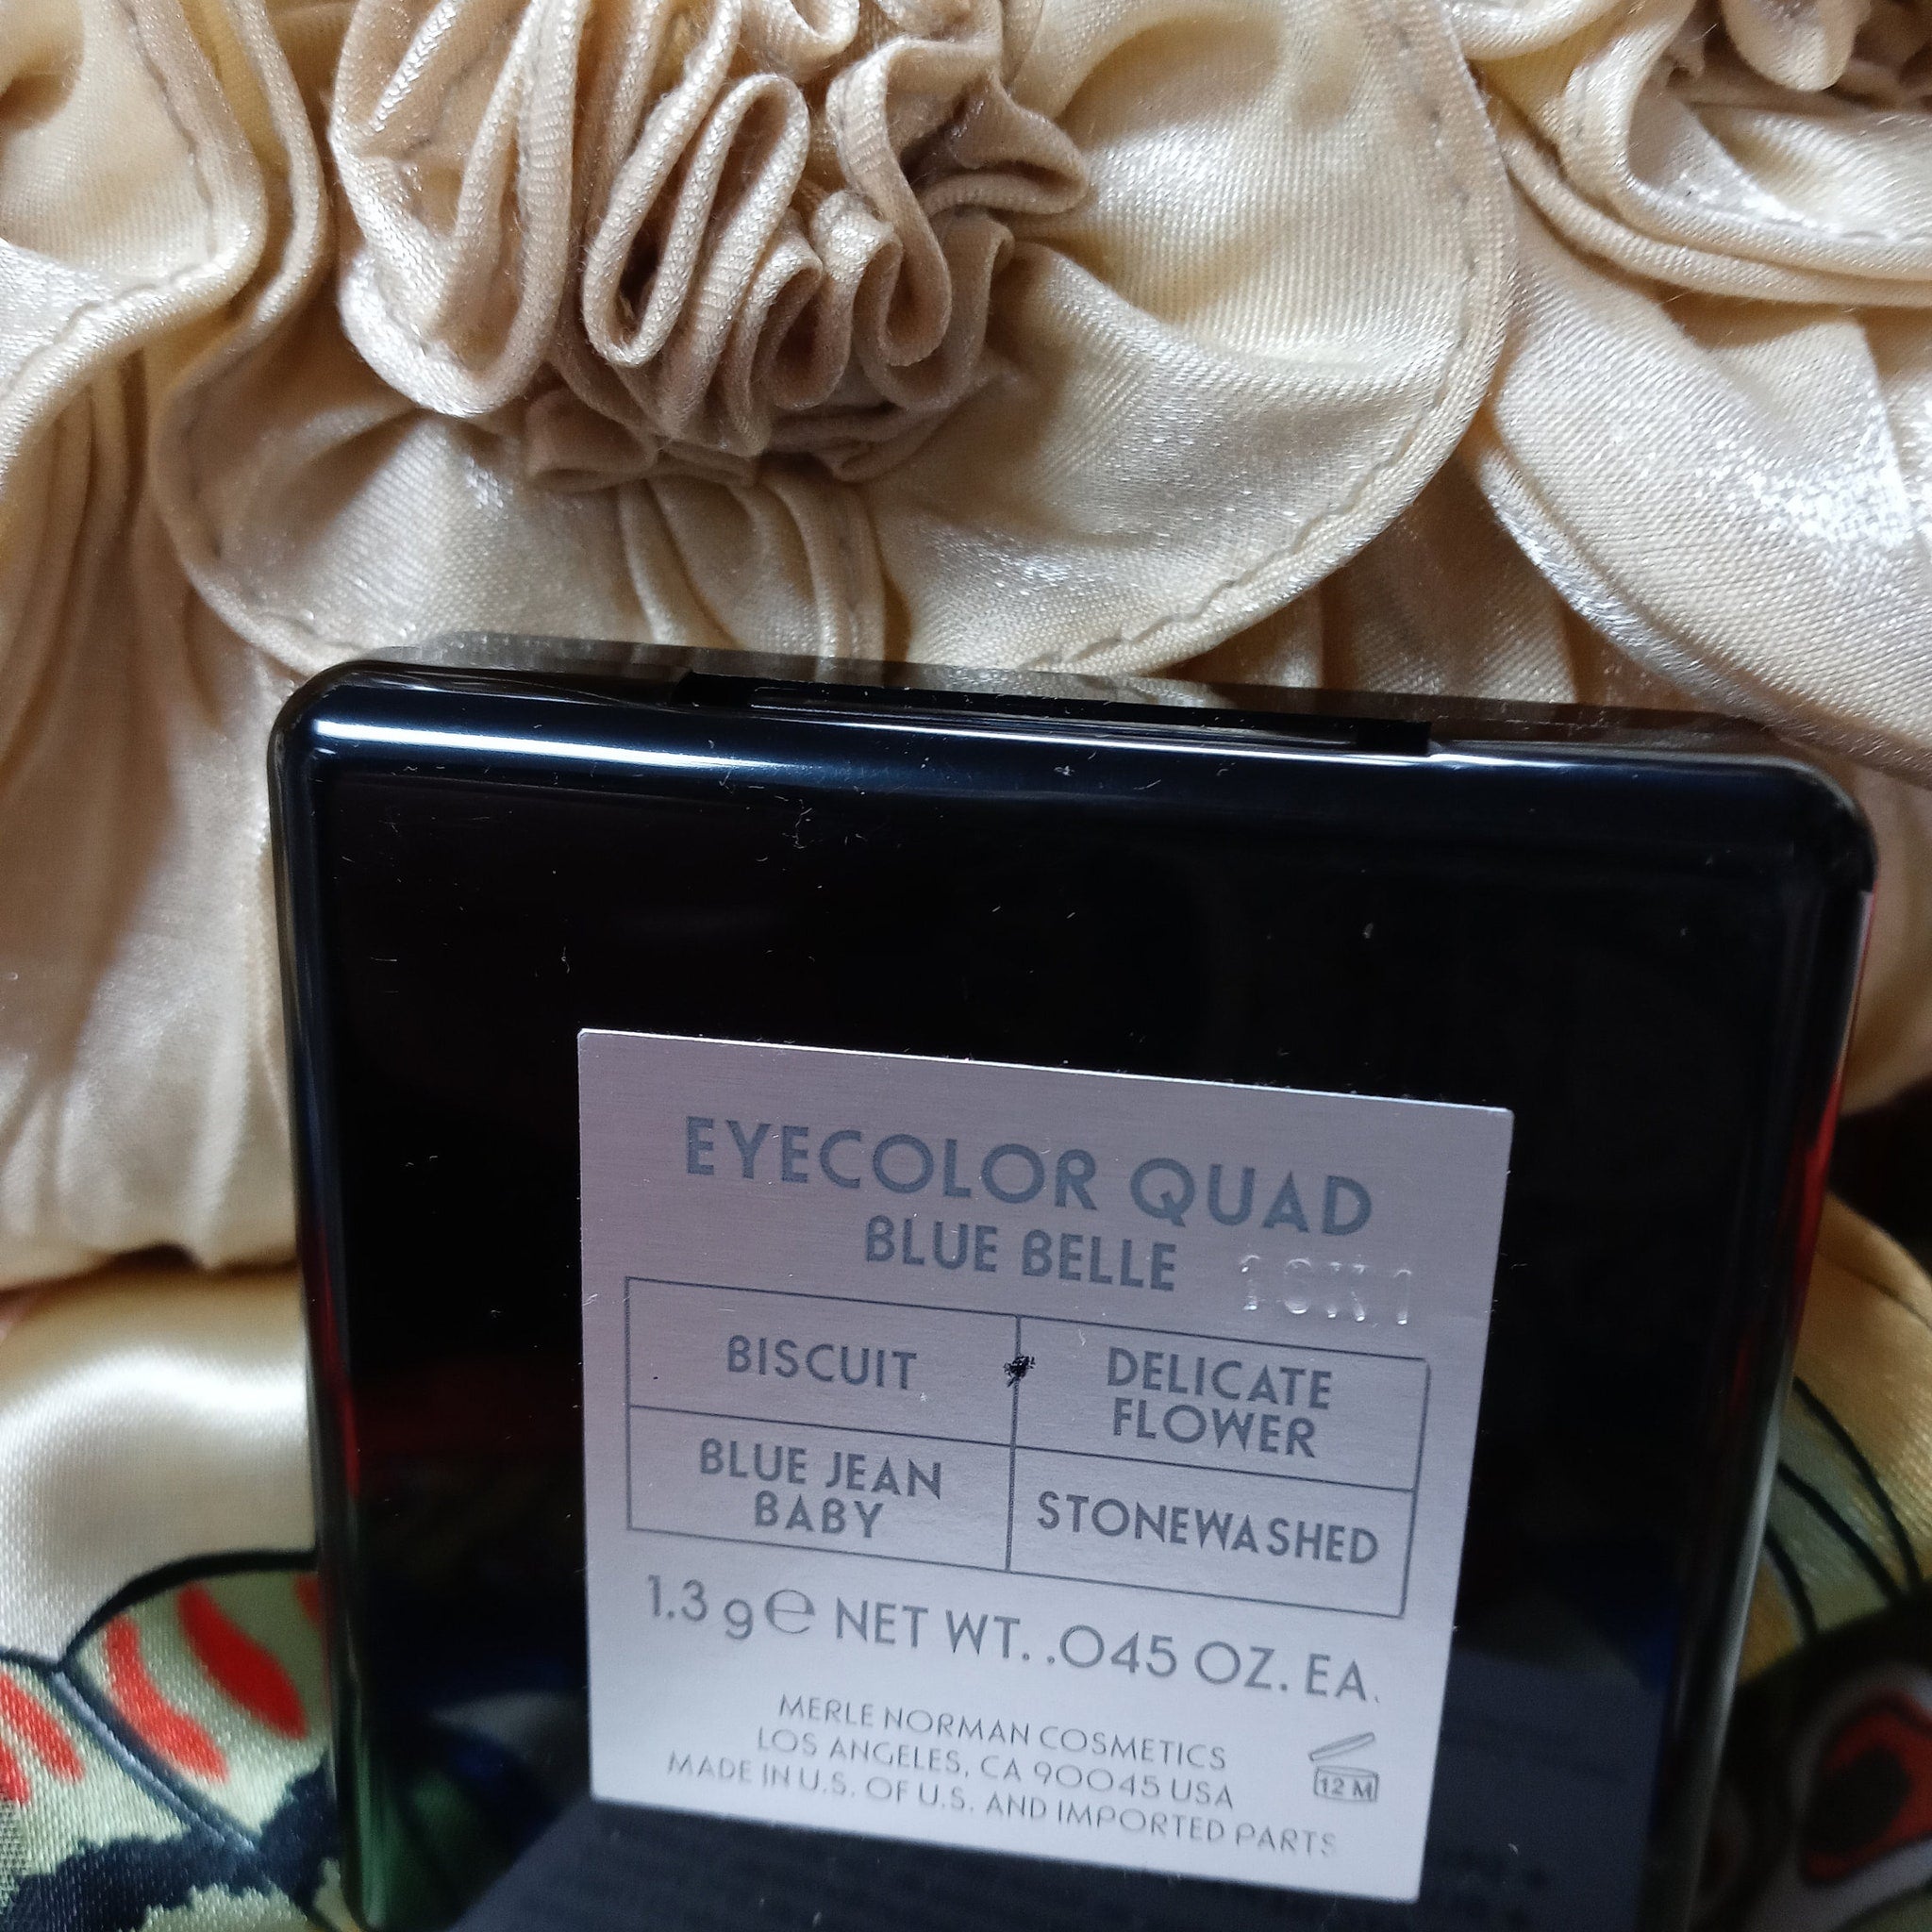 EYECOLOR QUAD
BLUE BELLE
BISCUIT
DELICATE
FLOWER
BLUE JEAN
BABY
STONEWASHED
1.3 g℮ NET WT. .045 OZ. EA.
MERLE NORMAN COSMETICS
LOS ANGELES, CA 90045 USA
MADE IN U.S. OF U.S. AND IMPORTED PARTS
12 M